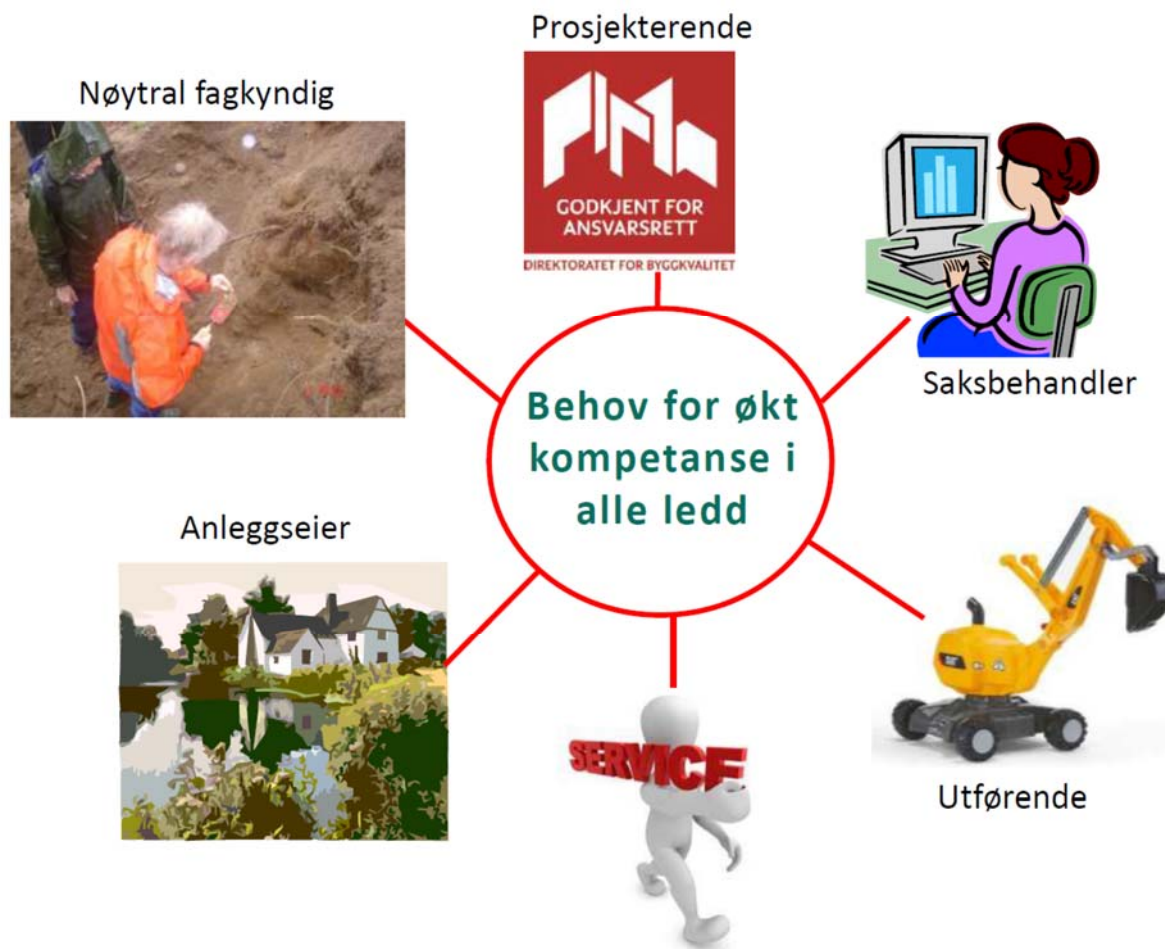 Prosjekterende
Nøytral fagkyndig
GODKJENT FOR
ANSVARSRETT
DIREKTORATET FOR BYGGKVALITET
Saksbehandler
Behov for økt
kompetanse i
alle ledd
Anleggseier
SERVICE
Utførende